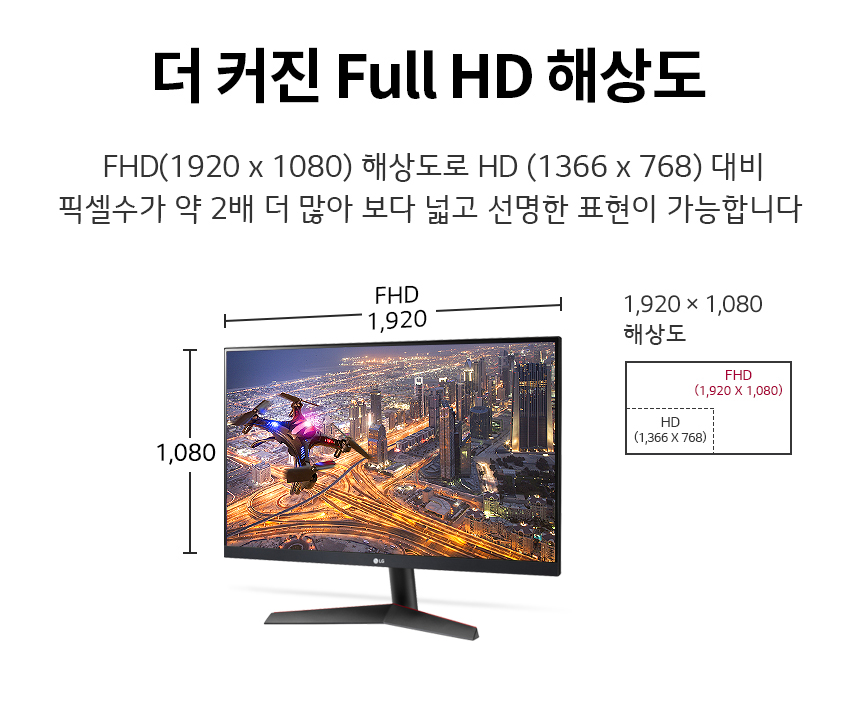 더 커진 Full HD 해상도
FHD(1920 x 1080) 해상도로 HD (1366 x 768) 대비
픽셀수가 약 2배 더 많아 보다 넓고 선명한 표현이 가능합니다
FHD
1,920
1,080
LG
1,920 × 1,080
해상도
FHD
(1,920 X 1,080)
HD
(1,366 X 768)